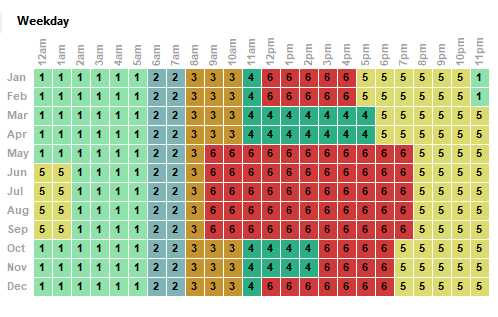 Weekday
12am 1am 2am 3am 4am 5am 6am 7am 8am 9am 10am 11am 12pm 1pm 2pm 3pm 4pm 5pm 6pm 7pm 8pm 9pm 10pm 11pm
Jan 1 1 1 1 1 1 2 2 3 3 3 4 6 6 6 6 6 5 5 5 5 5 5 1
Feb 1 1 1 1 1 1 2 2 3 3 3 4 6 6 6 6 6 5 5 5 5 5 5 1
Mar 1 1 1 1 1 1 2 2 3 3 3 4 4 4 4 4 4 4 5 5 5 5 5 5
Apr 1 1 1 1 1 1 2 2 3 3 3 4 4 4 4 4 4 4 5 5 5 5 5 5
May 1 1 1 1 1 1 2 2 3 6 6 6 6 6 6 6 6 6 6 6 5 5 5 5
Jun 5 5 1 1 1 1 2 2 3 6 6 6 6 6 6 6 6 6 6 6 5 5 5 5
Jul 5 5 1 1 1 1 2 2 3 6 6 6 6 6 6 6 6 6 6 6 5 5 5 5
Aug 5 5 1 1 1 1 2 2 3 6 6 6 6 6 6 6 6 6 6 6 5 5 5 5
Sep 5 5 1 1 1 1 2 2 3 6 6 6 6 6 6 6 6 6 6 6 5 5 5 5
Oct 1 1 1 1 1 1 2 2 3 3 3 4 4 4 4 6 6 6 6 5 5 5 5 5
Nov 1 1 1 1 1 1 2 2 3 3 3 4 4 4 4 6 6 6 6 5 5 5 5 5
Dec 1 1 1 1 1 1 2 2 3 3 3 4 6 6 6 6 6 6 6 5 5 5 5 5